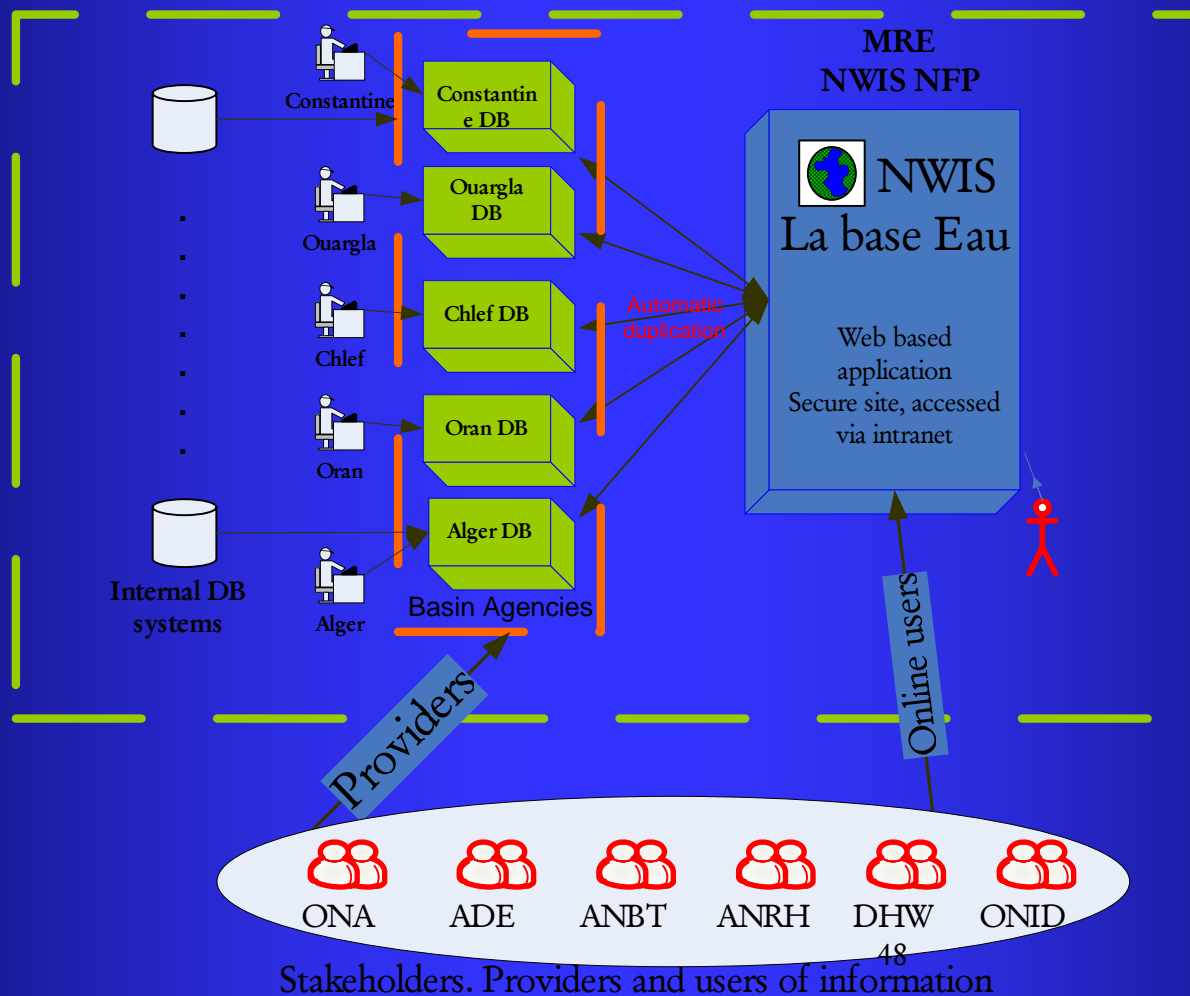 MRE
NWIS NFP
Constantine
Constantin
e DB
NWIS
La base Eau
Ouargla
Ouargla
DB
Automatic
duplication
Chlef
Chlef DB
Web based
application
Secure site, accessed
via intranet
Oran
Oran DB
Internal DB
systems
Alger
Alger DB
Basin Agencies
Providers
Online users
ONA
ADE
ANBT
ANRH
DHW
48
ONID
Stakeholders. Providers and users of information